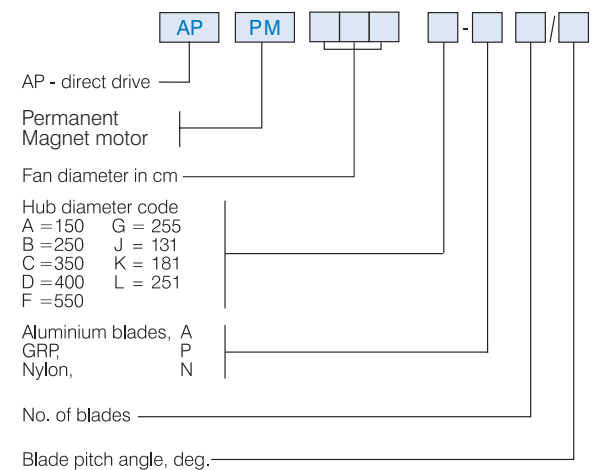 AP PM - /
AP - direct drive
Permanent
Magnet motor
Fan diameter in cm
Hub diameter code
A =150 G = 255
B =250 J = 131
C =350 K = 181
D =400 L = 251
F =550
Aluminium blades, A
GRP, P
Nylon, N
No. of blades
Blade pitch angle, deg.